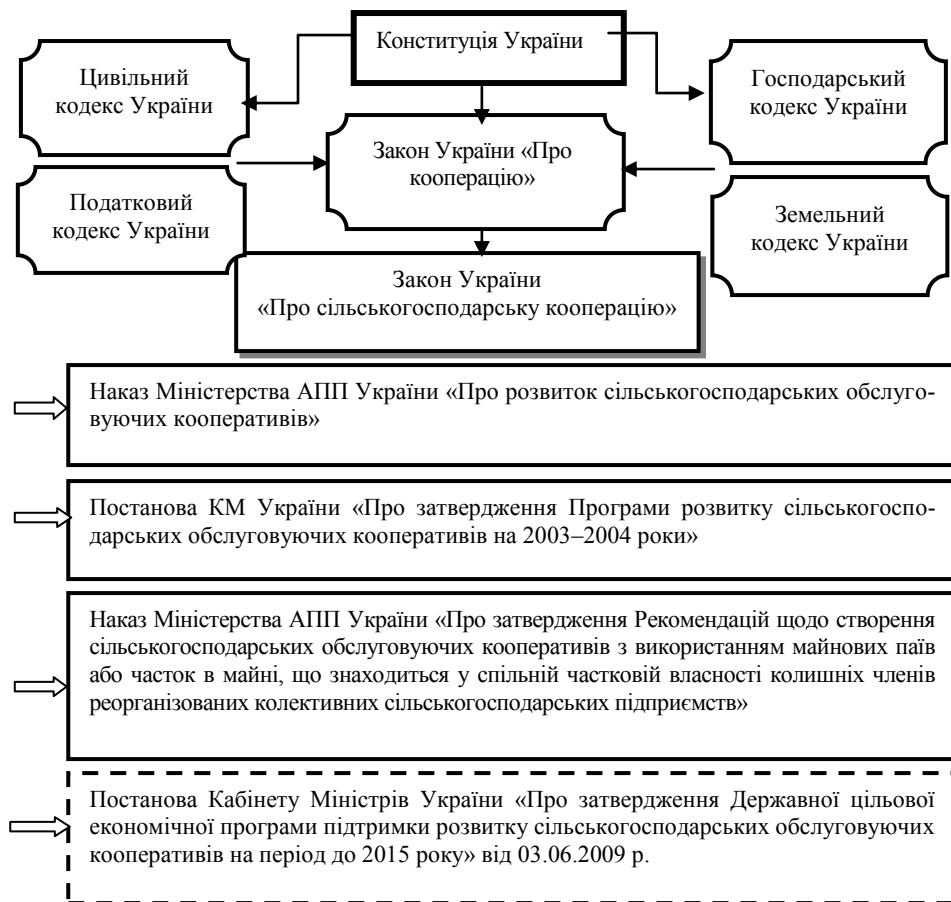 Конституція України
Цивільний
кодекс України
Господарський
кодекс України
Закон України «Про
кооперацію»
Податковий
кодекс України
Земельний
кодекс України
Закон України
«Про сільськогосподарську кооперацію»
Наказ Міністерства АПП України «Про розвиток сільськогосподарських обслуго-
вуючих кооперативів»
Постанова КМ України «Про затвердження Програми розвитку сільськогоспо-
дарських обслуговуючих кооперативів на 2003–2004 роки»
Наказ Міністерства АПП України «Про затвердження Рекомендацій щодо створення
сільськогосподарських обслуговуючих кооперативів з використанням майнових паїв
або часток в майні, що знаходиться у спільній частковій власності колишніх членів
реорганізованих колективних сільськогосподарських підприємств»
Постанова Кабінету Міністрів України «Про затвердження Державної цільової
економічної програми підтримки розвитку сільськогосподарських обслуговуючих
кооперативів на період до 2015 року» від 03.06.2009 р.